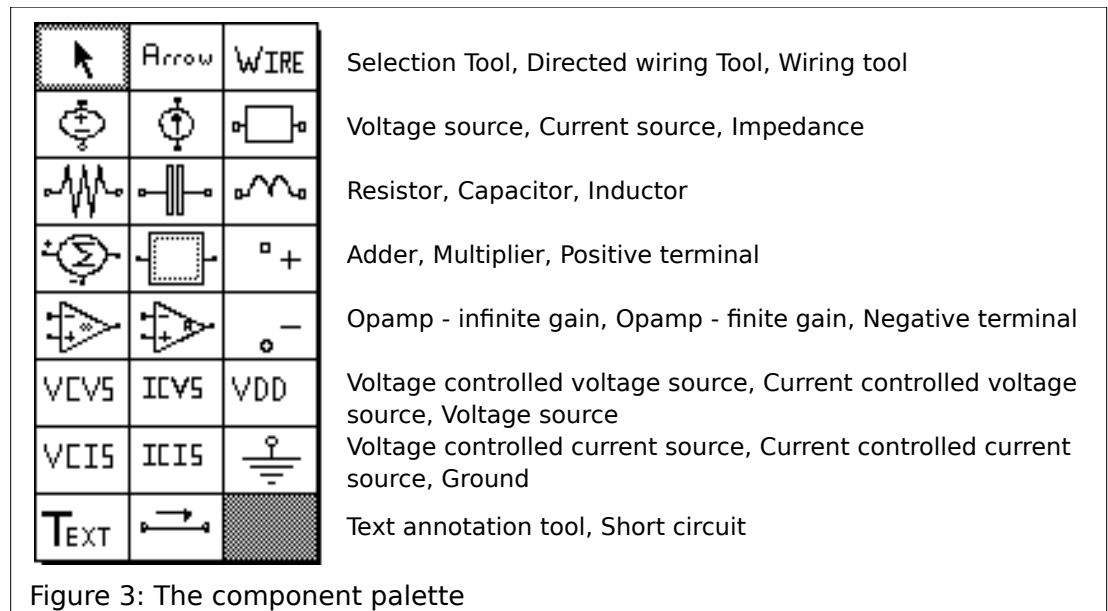 Arrow WIRE Selection Tool, Directed wiring Tool, Wiring tool
Voltage source, Current source, Impedance
Resistor, Capacitor, Inductor
Σ + Adder, Multiplier, Positive terminal
∞ A − Opamp - infinite gain, Opamp - finite gain, Negative terminal
VCVS ICVS VDD Voltage controlled voltage source, Current controlled voltage
source, Voltage source
VCIS ICIS Voltage controlled current source, Current controlled current
source, Ground
TEXT Text annotation tool, Short circuit
Figure 3: The component palette